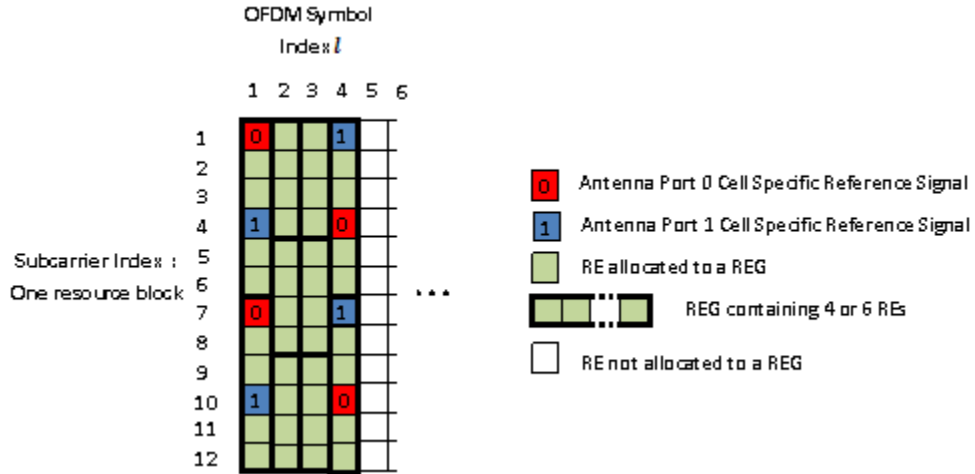 OFDM Symbol
Index l
1 2 3 4 5 6
1 0 1
2
3
4 1 0
5
Subcarrier Index :
6
One resource block
7 0 1
8
9
10 1 0
11
12
...
0 Antenna Port 0 Cell Specific Reference Signal
1 Antenna Port 1 Cell Specific Reference Signal
RE allocated to a REG
REG containing 4 or 6 REs
RE not allocated to a REG